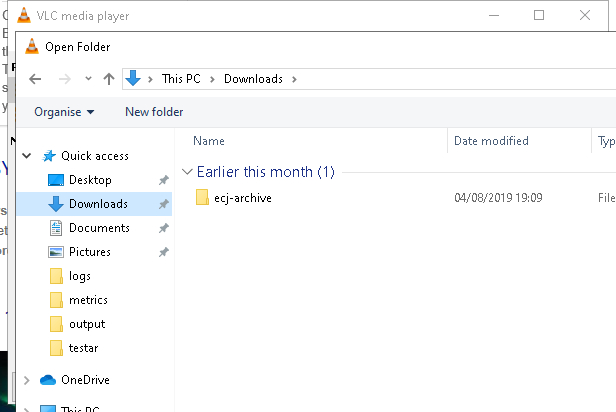 VLC media player
Open Folder
This PC > Downloads >
Organise New folder
Name Date modified Typ
Quick access
Earlier this month (1)
Desktop
ecj-archive 04/08/2019 19:09 File
Downloads
Documents
Pictures
logs
metrics
output
testar
OneDrive
This PC